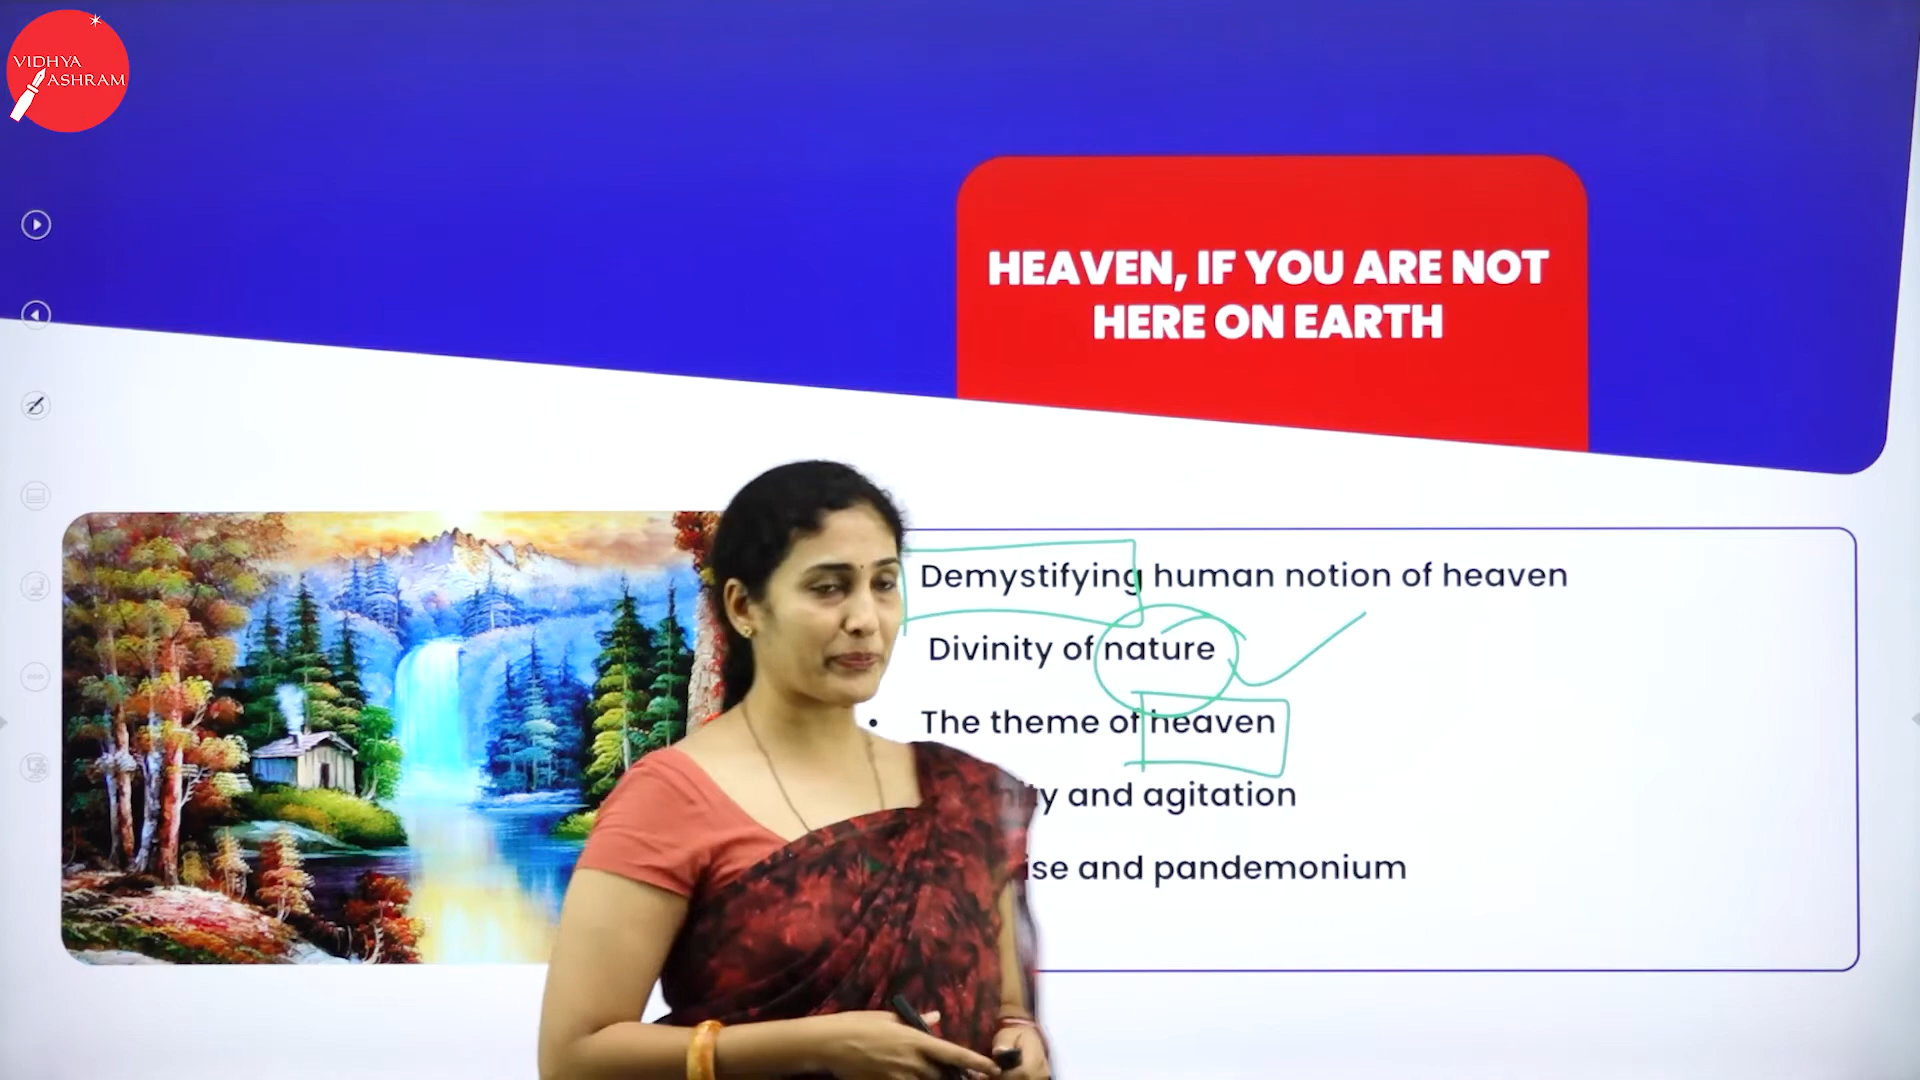 VIDHYA
ASHRAM
HEAVEN, IF YOU ARE NOT
HERE ON EARTH
Demystifying human notion of heaven
Divinity of nature
• The theme of heaven
and agitation
and pandemonium